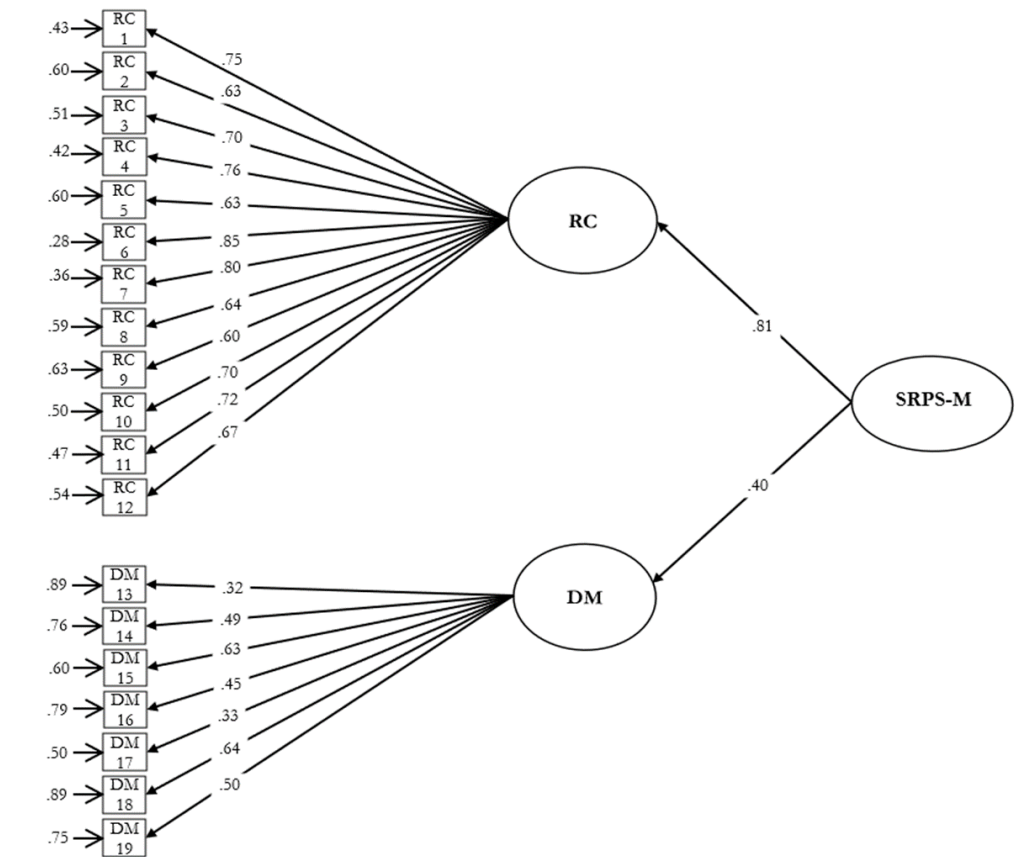 .43
RC
1
.75
.60
RC
2
.63
.51
RC
3
.70
.42
RC
4
.76
.60
RC
5
.63
.28
RC
6
.85
.36
RC
7
.80
.59
RC
8
.64
.63
RC
9
.60
.50
RC
10
.70
.47
RC
11
.72
.54
RC
12
.67
RC
.81
SRPS-M
.40
DM
.89
DM
13
.32
.76
DM
14
.49
.60
DM
15
.63
.79
DM
16
.45
.50
DM
17
.33
.89
DM
18
.64
.75
DM
19
.50